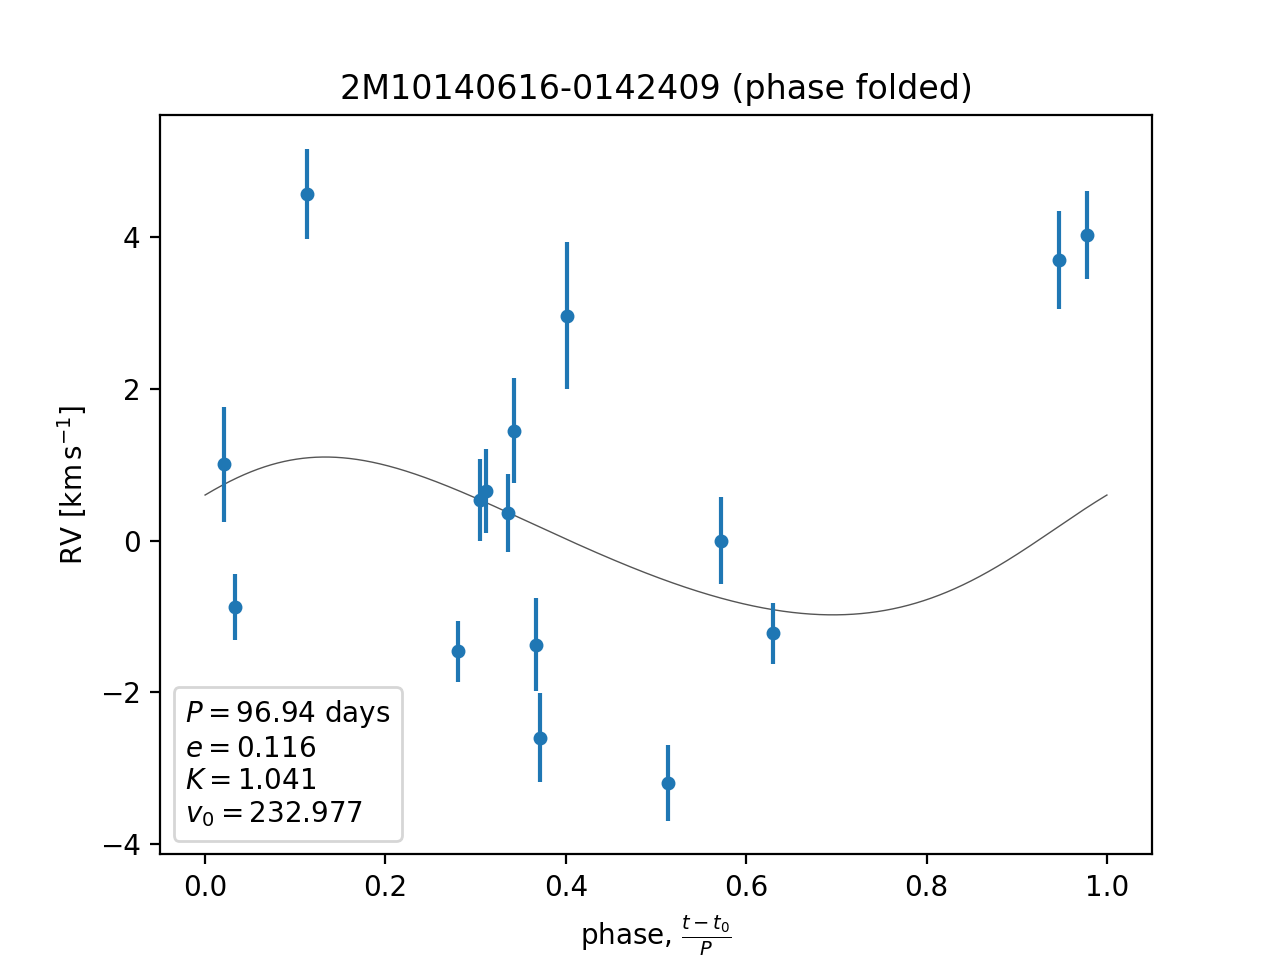 2M10140616-0142409 (phase folded)
4
2
0
−2
−4
RV [km s⁻¹]
P = 96.94 days
e = 0.116
K = 1.041
v₀ = 232.977
0.0 0.2 0.4 0.6 0.8 1.0
phase, (t − t₀)/P